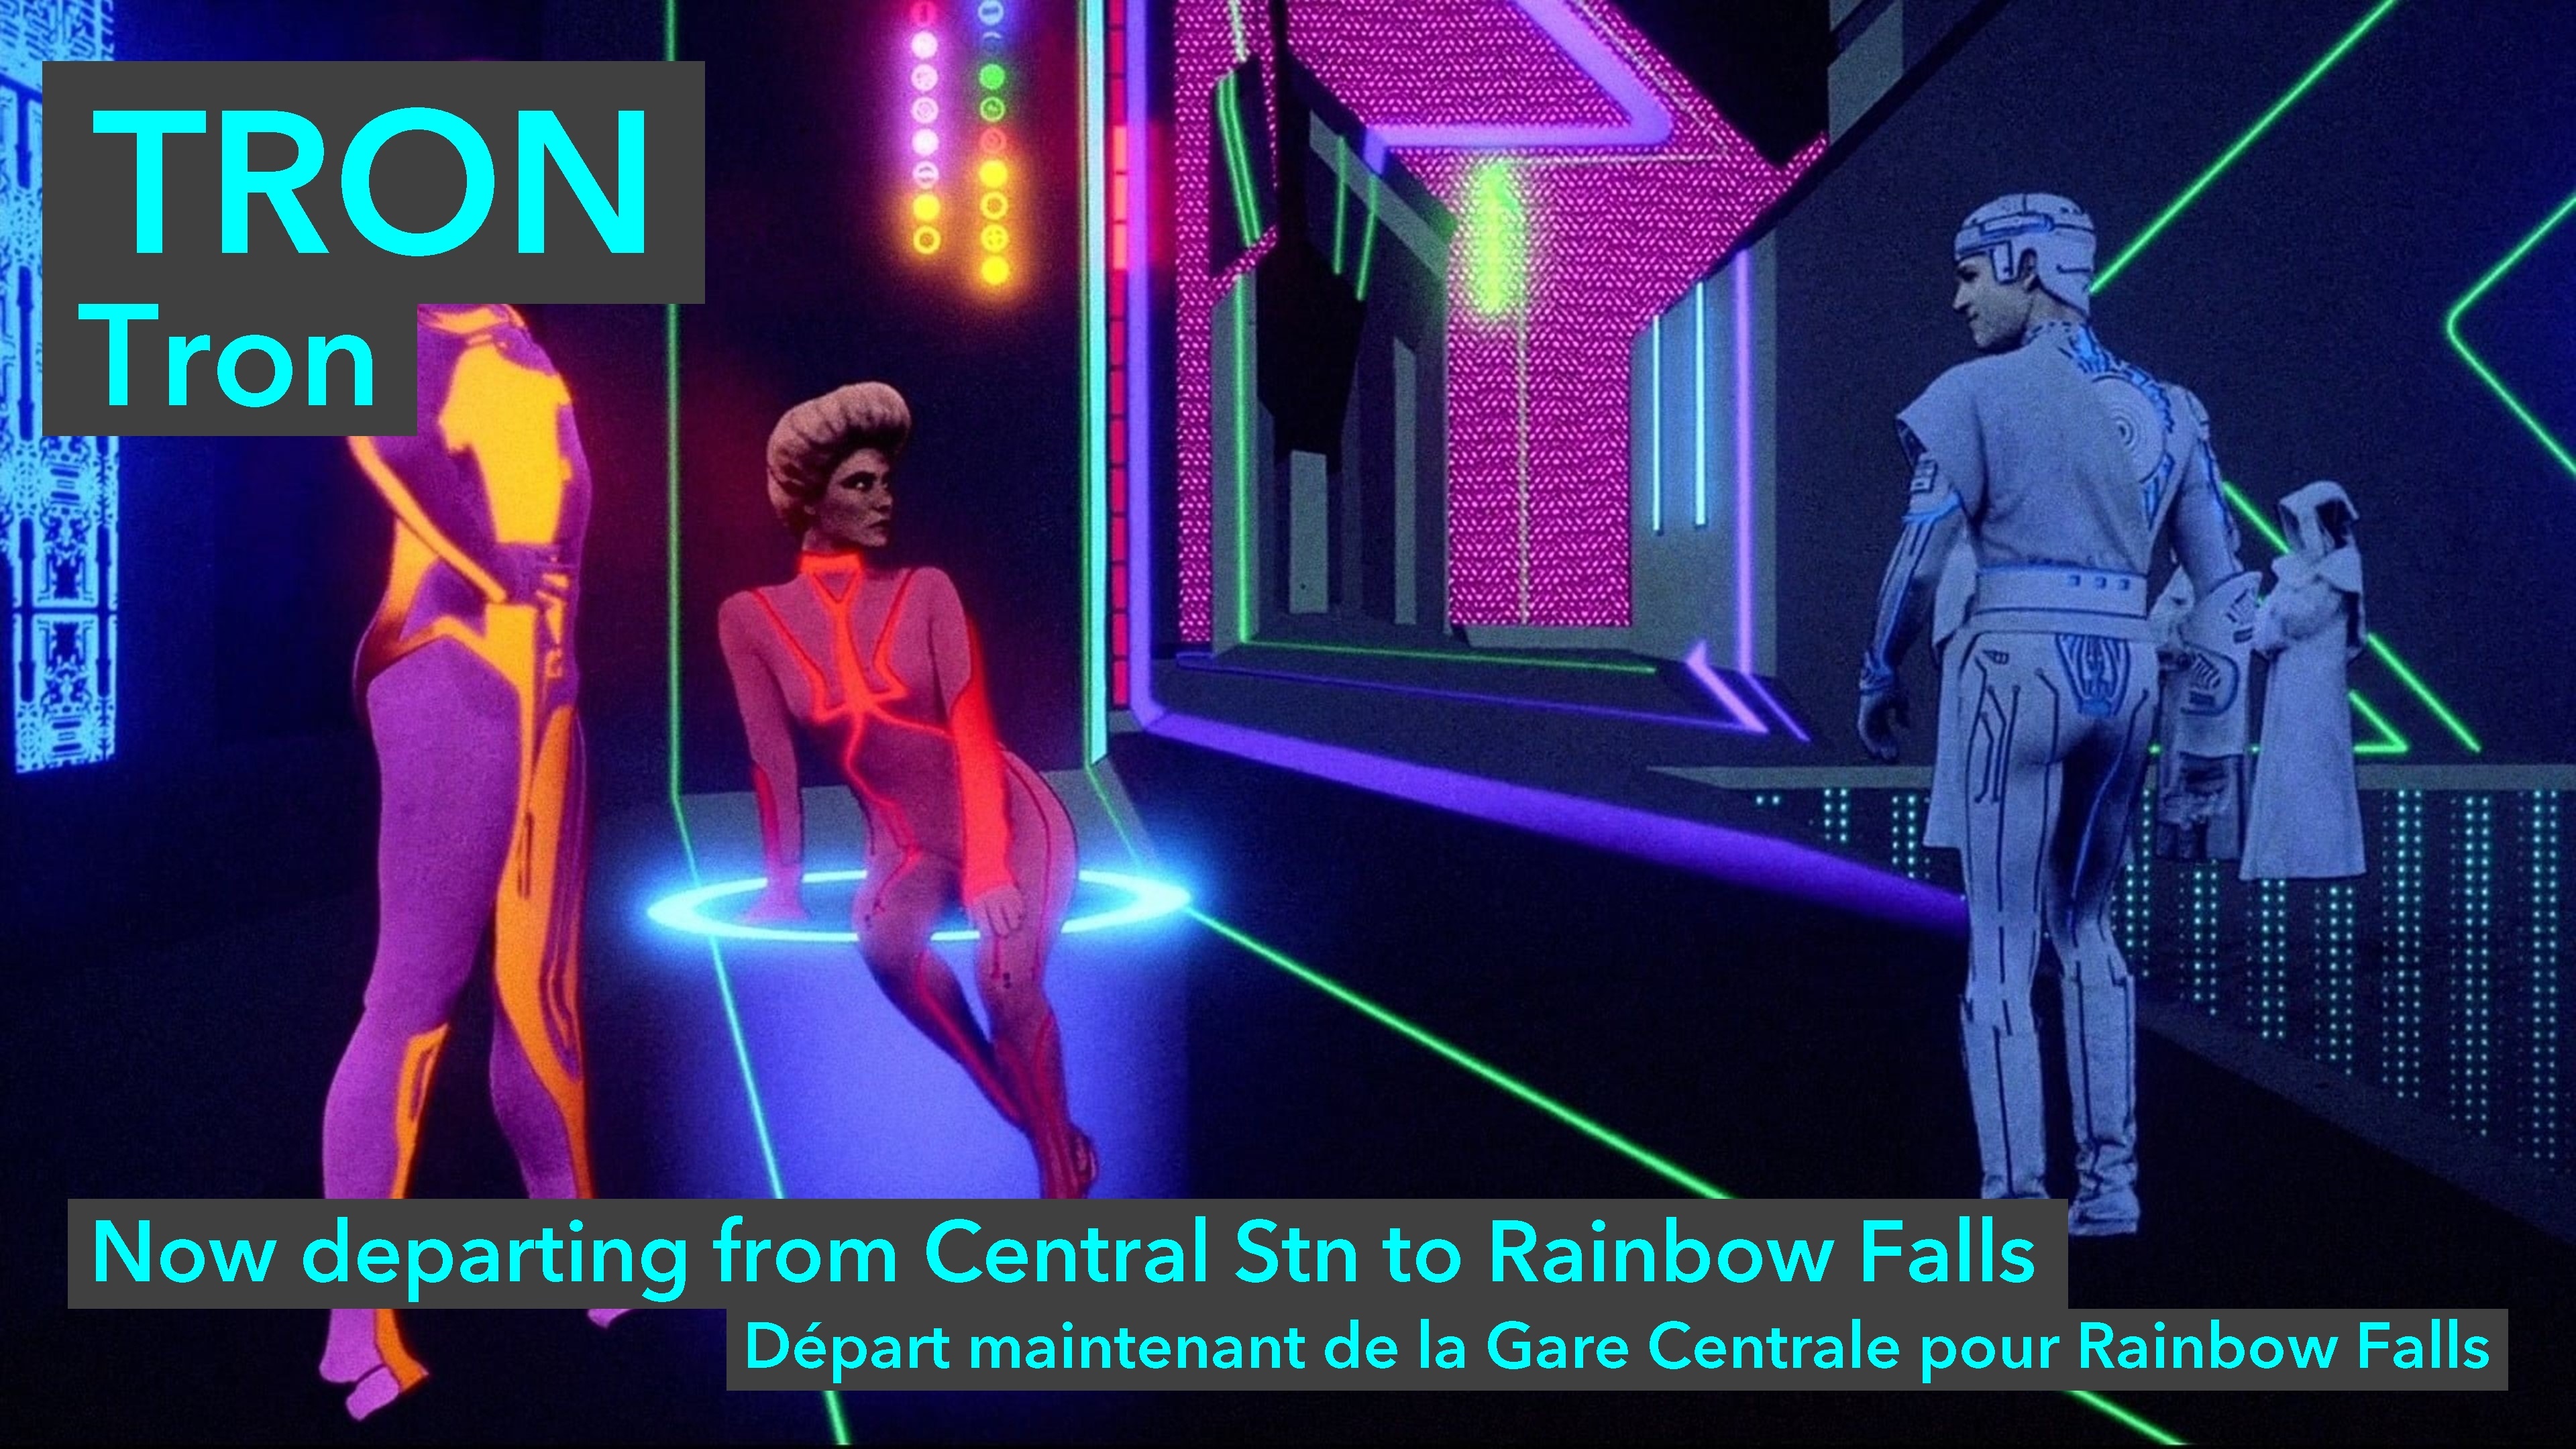 TRON
Tron
Now departing from Central Stn to Rainbow Falls
Départ maintenant de la Gare Centrale pour Rainbow Falls